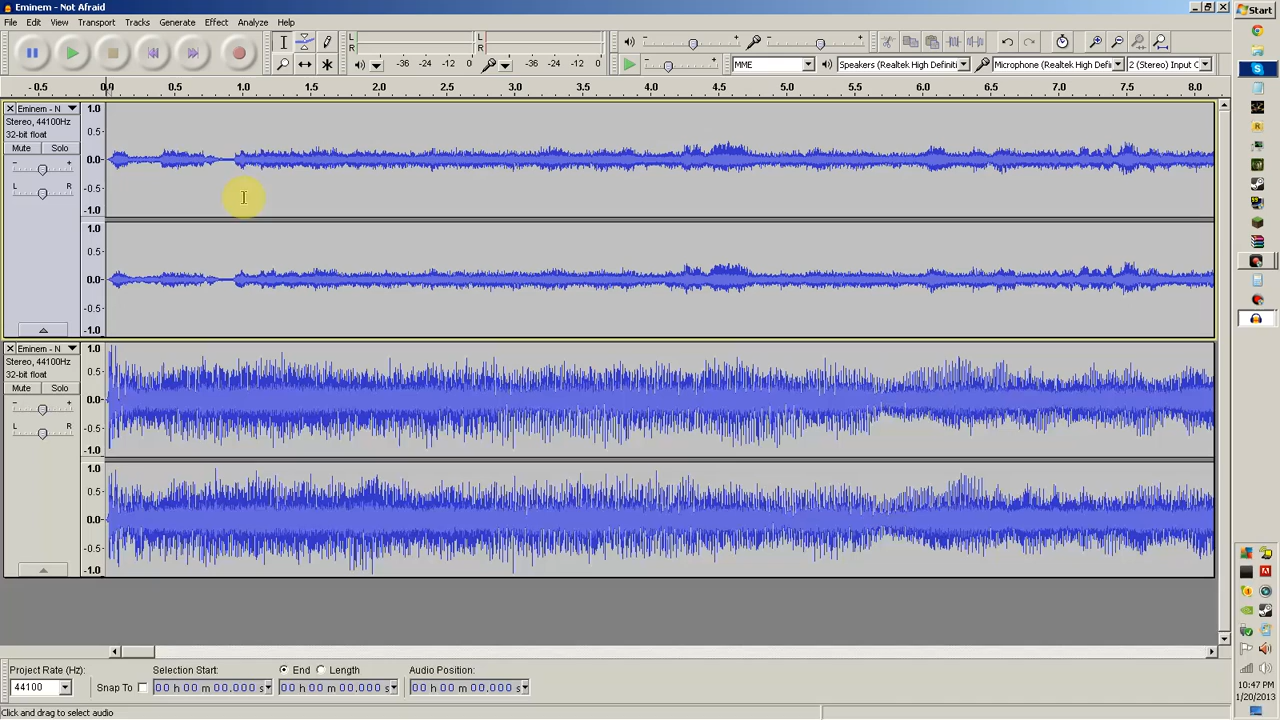 Eminem - Not Afraid
File Edit View Transport Tracks Generate Effect Analyze Help
Start
L R -36 -24 -12 0
L R -36 -24 -12 0
MME
Speakers (Realtek High Definiti
Microphone (Realtek High Defi
2 (Stereo) Input C
-0.5 0.0 0.5 1.0 1.5 2.0 2.5 3.0 3.5 4.0 4.5 5.0 5.5 6.0 6.5 7.0 7.5 8.0
Eminem - N
Stereo, 44100Hz
32-bit float
Mute Solo
- +
L R
1.0
0.5
0.0
-0.5
-1.0
1.0
0.5
0.0
-0.5
-1.0
Eminem - N
Stereo, 44100Hz
32-bit float
Mute Solo
- +
L R
1.0
0.5
0.0
-0.5
-1.0
1.0
0.5
0.0
-0.5
-1.0
Project Rate (Hz): Selection Start: End Length Audio Position:
44100 Snap To 00 h 00 m 00.000 s 00 h 00 m 00.000 s 00 h 00 m 00.000 s
10:47 PM
1/20/2013
Click and drag to select audio